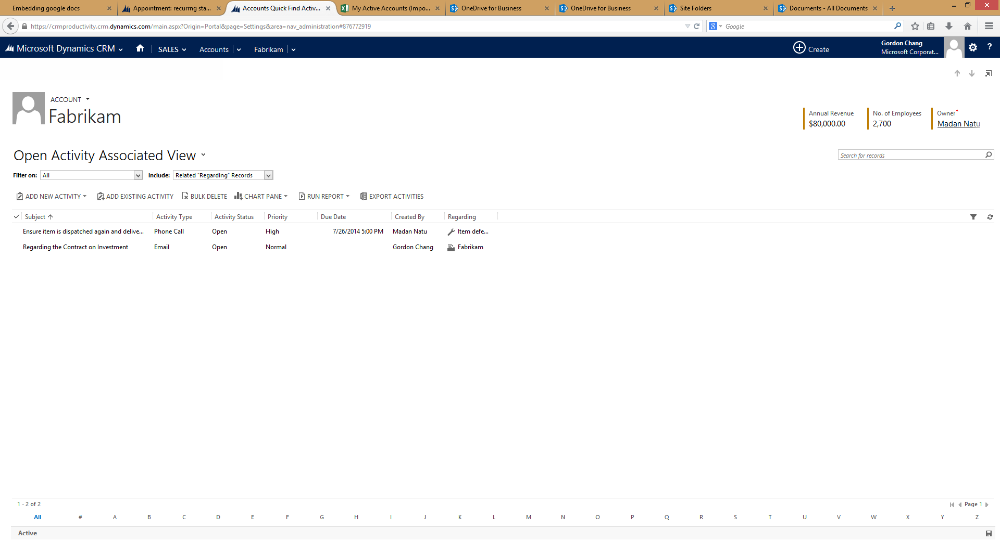 Embedding google docs
Appointment: recurrng sta...
Accounts Quick Find Activ...
My Active Accounts (Impo...
OneDrive for Business
OneDrive for Business
Site Folders
Documents - All Documents
https://crmproductivity.crm.dynamics.com/main.aspx?Origin=Portal&page=Settings&area=nav_administration#876772919
Google
Microsoft Dynamics CRM
SALES
Accounts
Fabrikam
Create
Gordon Chang
Microsoft Corporat...
?
ACCOUNT
Fabrikam
Annual Revenue
$80,000.00
No. of Employees
2,700
Owner*
Madan Natu
Open Activity Associated View
Search for records
Filter on: All Include: Related "Regarding" Records
ADD NEW ACTIVITY ADD EXISTING ACTIVITY BULK DELETE CHART PANE RUN REPORT EXPORT ACTIVITIES
Subject Activity Type Activity Status Priority Due Date Created By Regarding
Ensure item is dispatched again and delive... Phone Call Open High 7/26/2014 5:00 PM Madan Natu Item defe...
Regarding the Contract on Investment Email Open Normal Gordon Chang Fabrikam
1 - 2 of 2 Page 1
All # A B C D E F G H I J K L M N O P Q R S T U V W X Y Z
Active